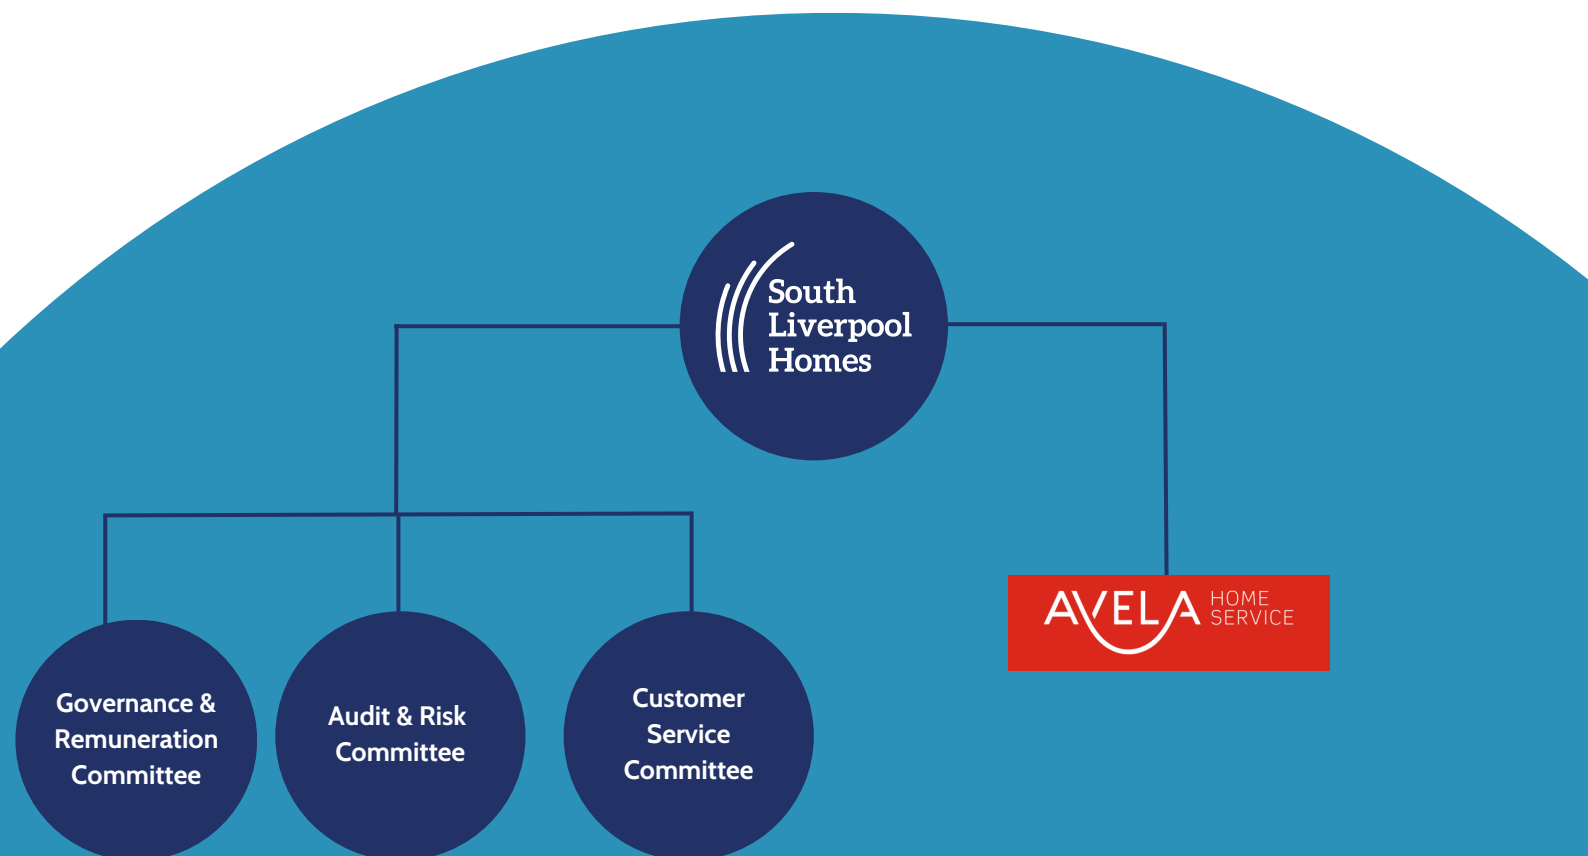 South
Liverpool
Homes
AVELA HOME
SERVICE
Governance &
Remuneration
Committee
Audit & Risk
Committee
Customer
Service
Committee